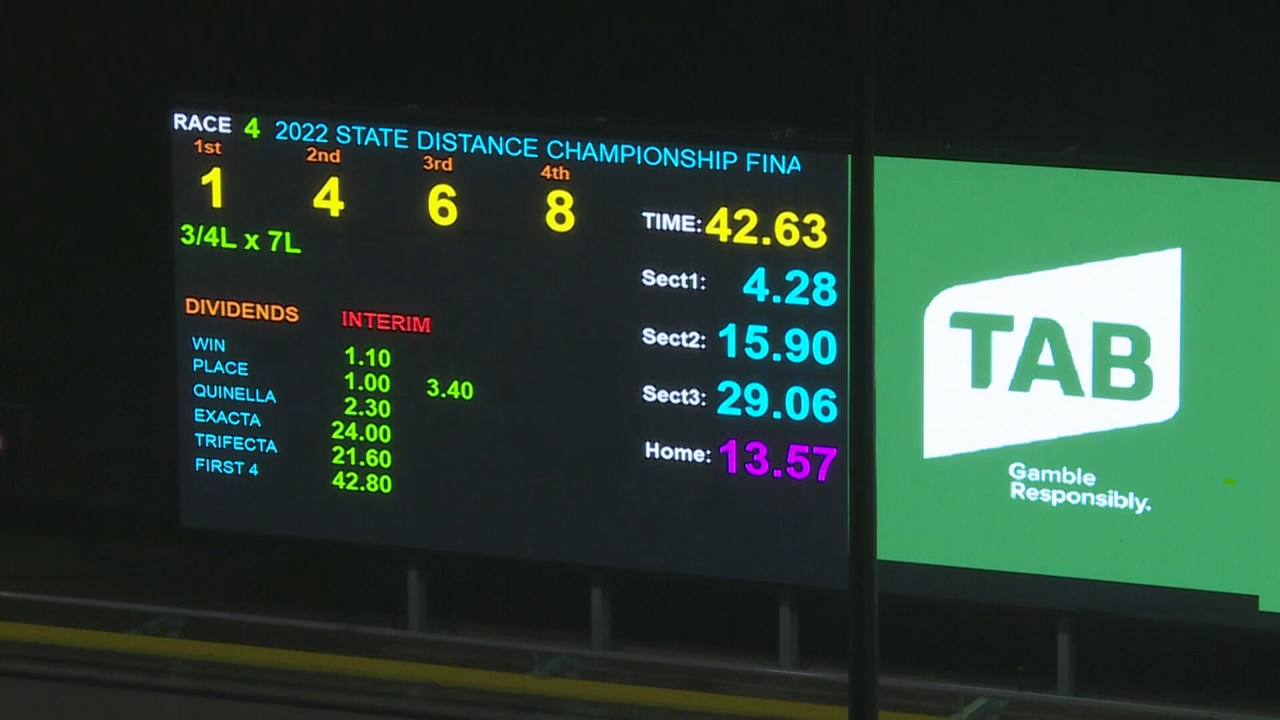 RACE 4 2022 STATE DISTANCE CHAMPIONSHIP FINA
1st 2nd 3rd 4th
1 4 6 8
3/4L x 7L
TIME: 42.63
Sect1: 4.28
Sect2: 15.90
Sect3: 29.06
Home: 13.57
DIVIDENDS INTERIM
WIN 1.10
PLACE 1.00 3.40
QUINELLA 2.30
EXACTA 24.00
TRIFECTA 21.60
FIRST 4 42.80
TAB
Gamble
Responsibly.